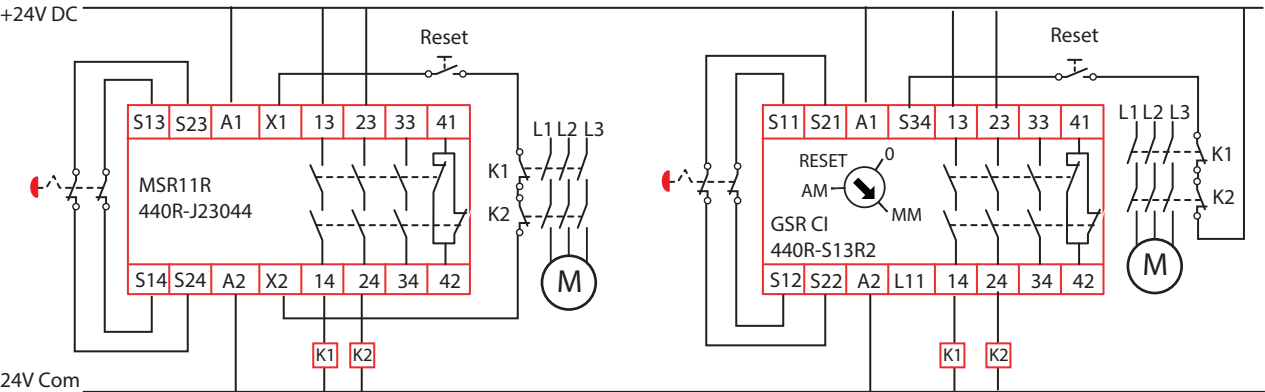 +24V DC
Reset
S13 S23 A1 X1 13 23 33 41
L1 L2 L3
MSR11R
440R-J23044
K1
K2
S14 S24 A2 X2 14 24 34 42
M
K1 K2
Reset
S11 S21 A1 S34 13 23 33 41
L1 L2 L3
RESET 0
AM
MM
GSR CI
440R-S13R2
K1
K2
S12 S22 A2 L11 14 24 34 42
M
K1 K2
24V Com